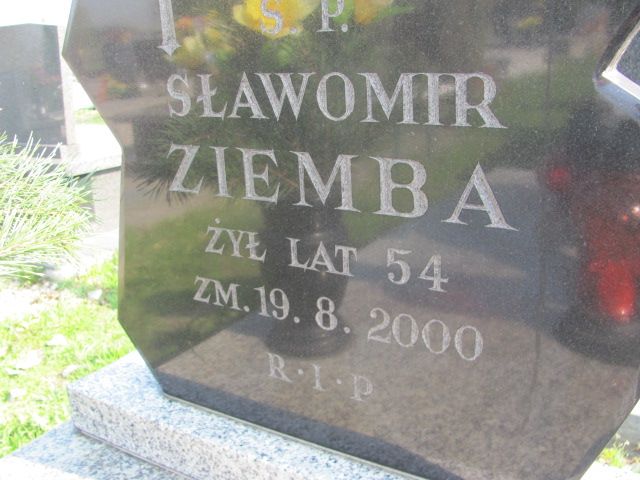 Ś. P.
SŁAWOMIR
ZIEMBA
ŻYŁ LAT 54
ZM. 19. 8. 2000
R·I·P